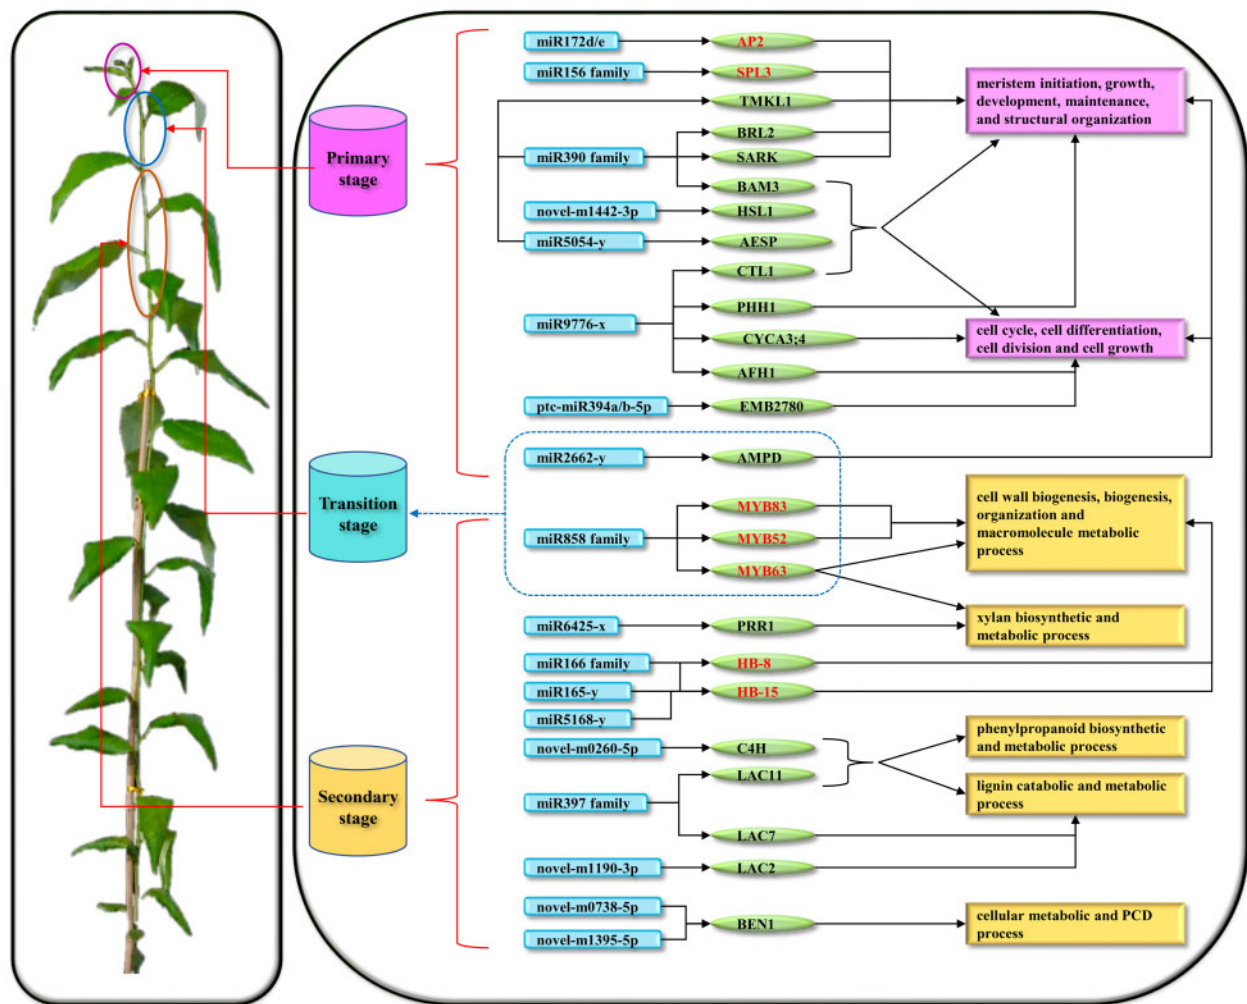 miR172d/e
AP2
miR156 family
SPL3
TMKL1
meristem initiation, growth,
development, maintenance,
and structural organization
BRL2
Primary
stage
miR390 family
SARK
BAM3
novel-m1442-3p
HSL1
miR5054-y
AESP
CTL1
PHH1
miR9776-x
CYCA3;4
cell cycle, cell differentiation,
cell division and cell growth
AFH1
ptc-miR394a/b-5p
EMB2780
miR2662-y
AMPD
Transition
stage
MYB83
cell wall biogenesis, biogenesis,
organization and
macromolecule metabolic
process
miR858 family
MYB52
MYB63
miR6425-x
PRR1
xylan biosynthetic and
metabolic process
miR166 family
HB-8
miR165-y
HB-15
miR5168-y
novel-m0260-5p
C4H
phenylpropanoid biosynthetic
and metabolic process
LAC11
Secondary
stage
miR397 family
lignin catabolic and metabolic
process
LAC7
novel-m1190-3p
LAC2
novel-m0738-5p
BEN1
cellular metabolic and PCD
process
novel-m1395-5p